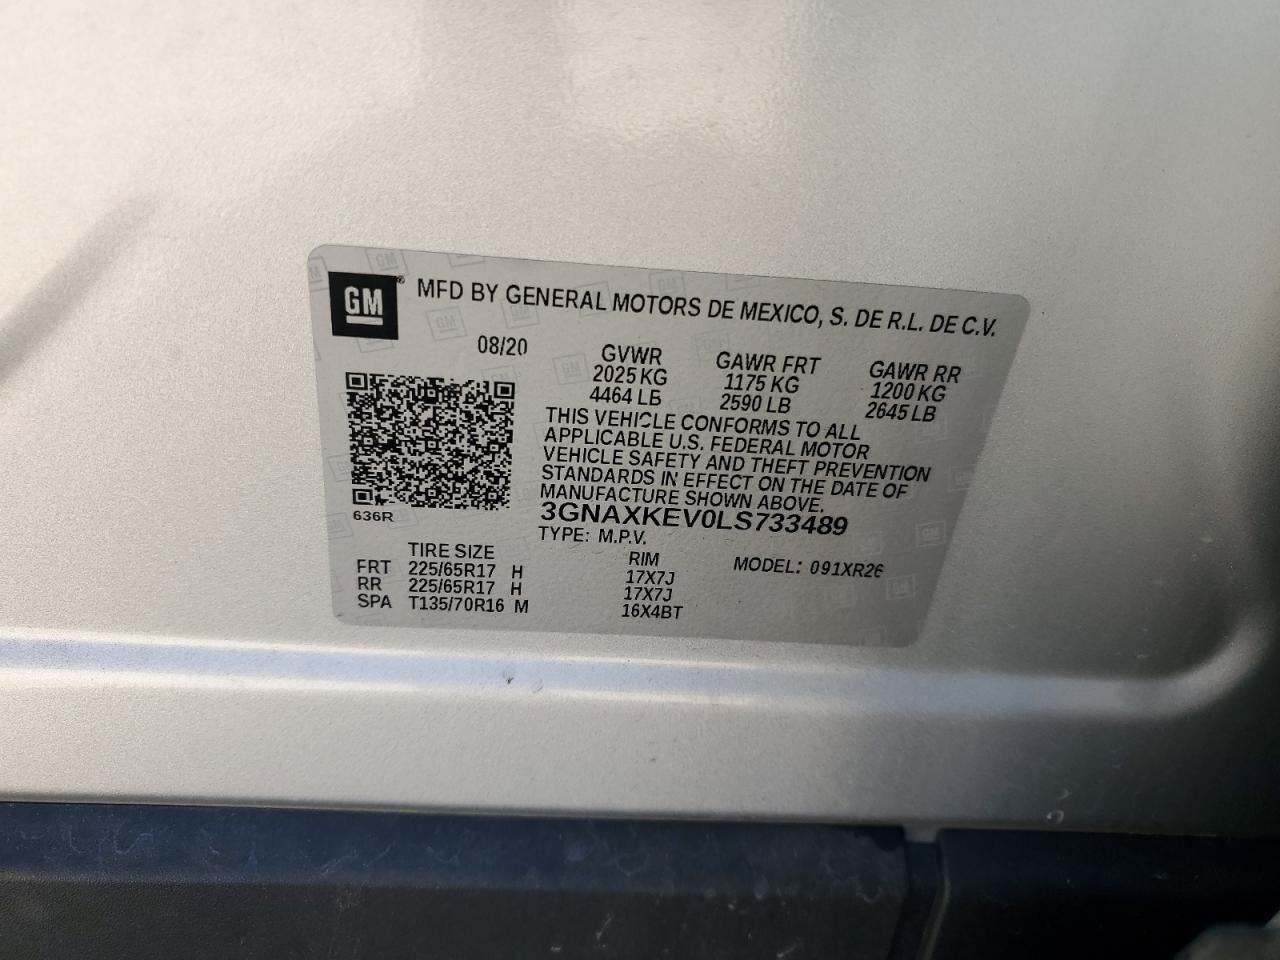 GM ® MFD BY GENERAL MOTORS DE MEXICO, S. DE R.L. DE C.V.
08/20 GVWR GAWR FRT GAWR RR
2025 KG 1175 KG 1200 KG
4464 LB 2590 LB 2645 LB
THIS VEHICLE CONFORMS TO ALL
APPLICABLE U.S. FEDERAL MOTOR
VEHICLE SAFETY AND THEFT PREVENTION
STANDARDS IN EFFECT ON THE DATE OF
MANUFACTURE SHOWN ABOVE.
636R 3GNAXKEV0LS733489
TYPE: M.P.V.
TIRE SIZE RIM MODEL: 091XR26
FRT 225/65R17 H 17X7J
RR 225/65R17 H 17X7J
SPA T135/70R16 M 16X4BT